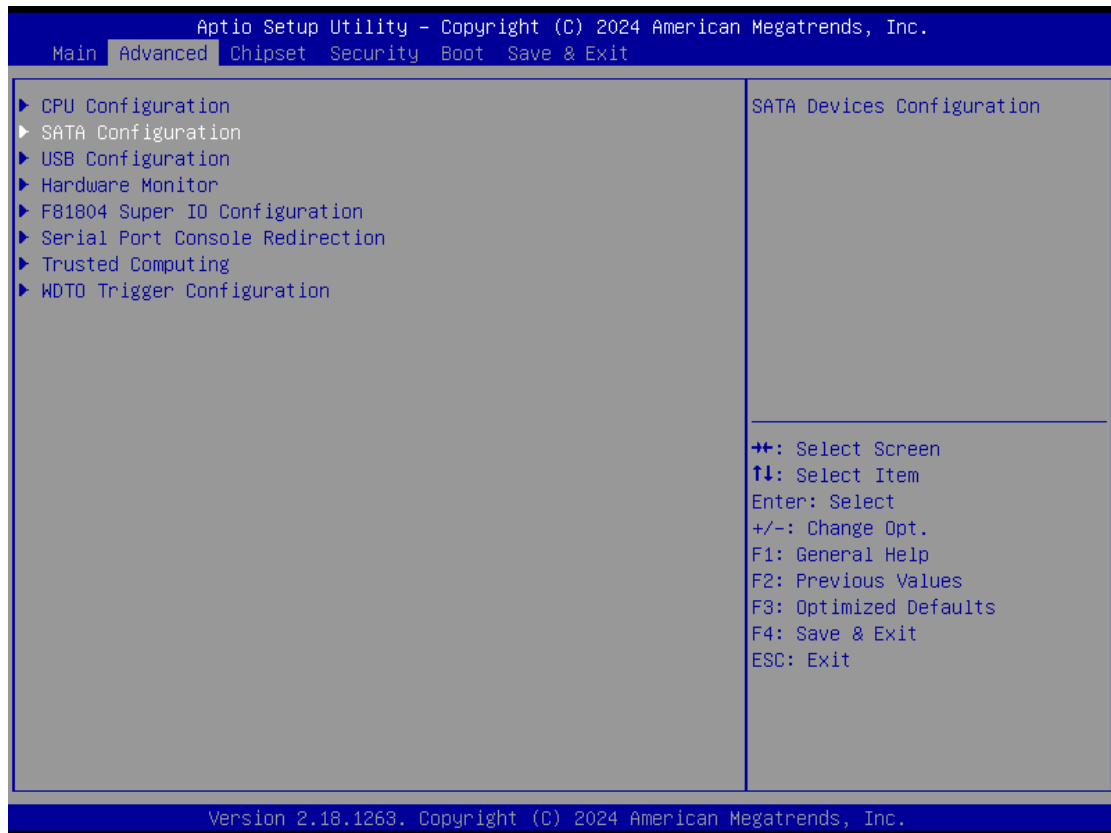 Aptio Setup Utility – Copyright (C) 2024 American Megatrends, Inc.
Main Advanced Chipset Security Boot Save & Exit
▶ CPU Configuration
▶ SATA Configuration
▶ USB Configuration
▶ Hardware Monitor
▶ F81804 Super IO Configuration
▶ Serial Port Console Redirection
▶ Trusted Computing
▶ WDTO Trigger Configuration
SATA Devices Configuration
→←: Select Screen
↑↓: Select Item
Enter: Select
+/-: Change Opt.
F1: General Help
F2: Previous Values
F3: Optimized Defaults
F4: Save & Exit
ESC: Exit
Version 2.18.1263. Copyright (C) 2024 American Megatrends, Inc.